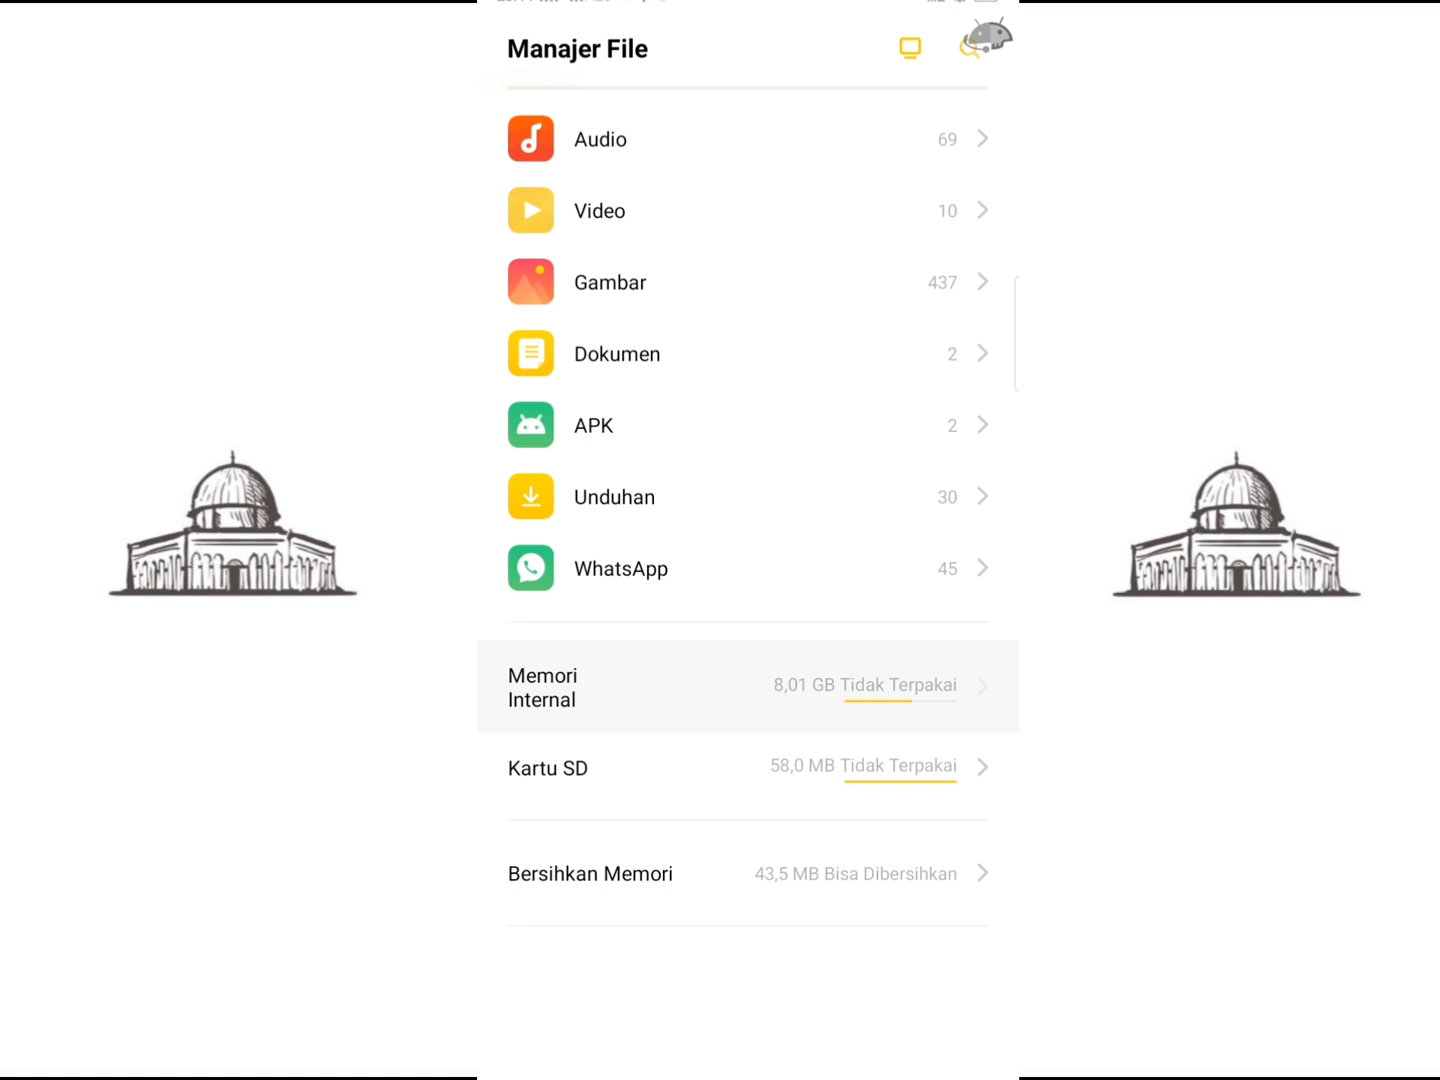 Manajer File
Audio 69
Video 10
Gambar 437
Dokumen 2
APK 2
Unduhan 30
WhatsApp 45
Memori
Internal
8,01 GB Tidak Terpakai
Kartu SD 58,0 MB Tidak Terpakai
Bersihkan Memori 43,5 MB Bisa Dibersihkan